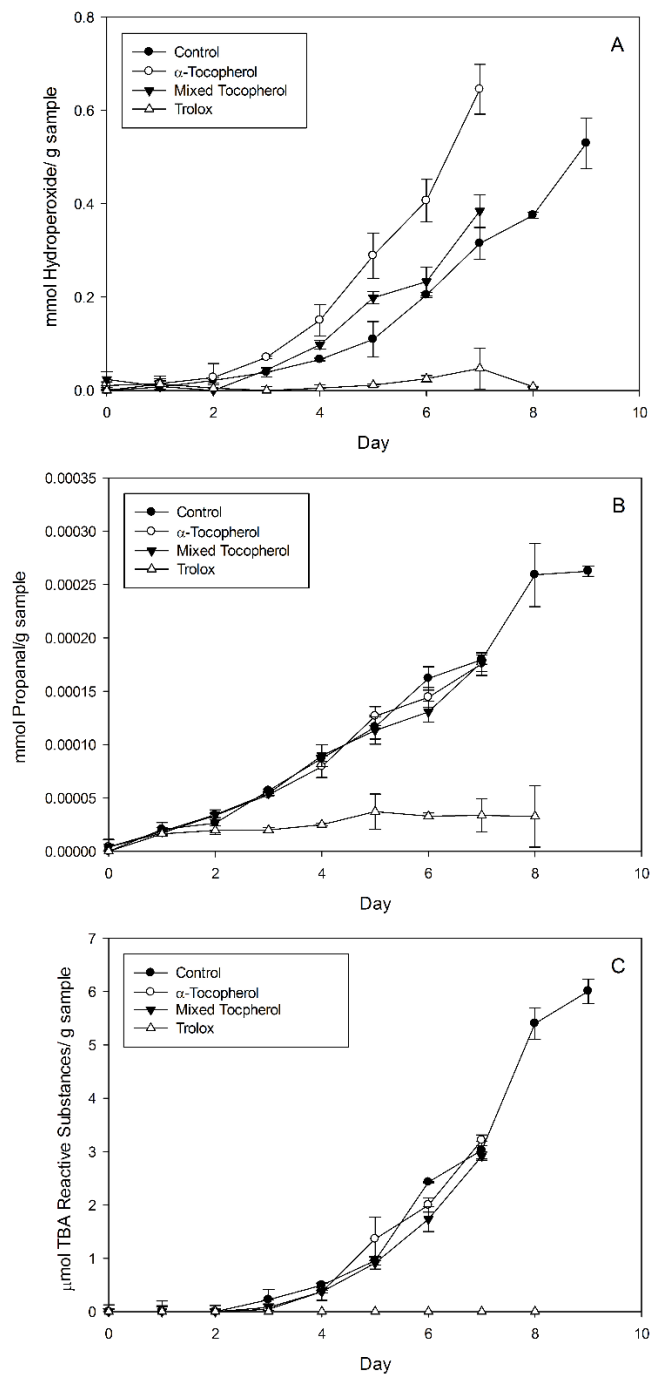 A
Control
α-Tocopherol
Mixed Tocopherol
Trolox
mmol Hydroperoxide/ g sample
0.8
0.6
0.4
0.2
0.0
0 2 4 6 8 10
Day
B
Control
α-Tocopherol
Mixed Tocopherol
Trolox
mmol Propanal/g sample
0.00035
0.00030
0.00025
0.00020
0.00015
0.00010
0.00005
0.00000
0 2 4 6 8 10
Day
C
Control
α-Tocopherol
Mixed Tocpherol
Trolox
μmol TBA Reactive Substances/ g sample
7
6
5
4
3
2
1
0
0 2 4 6 8 10
Day